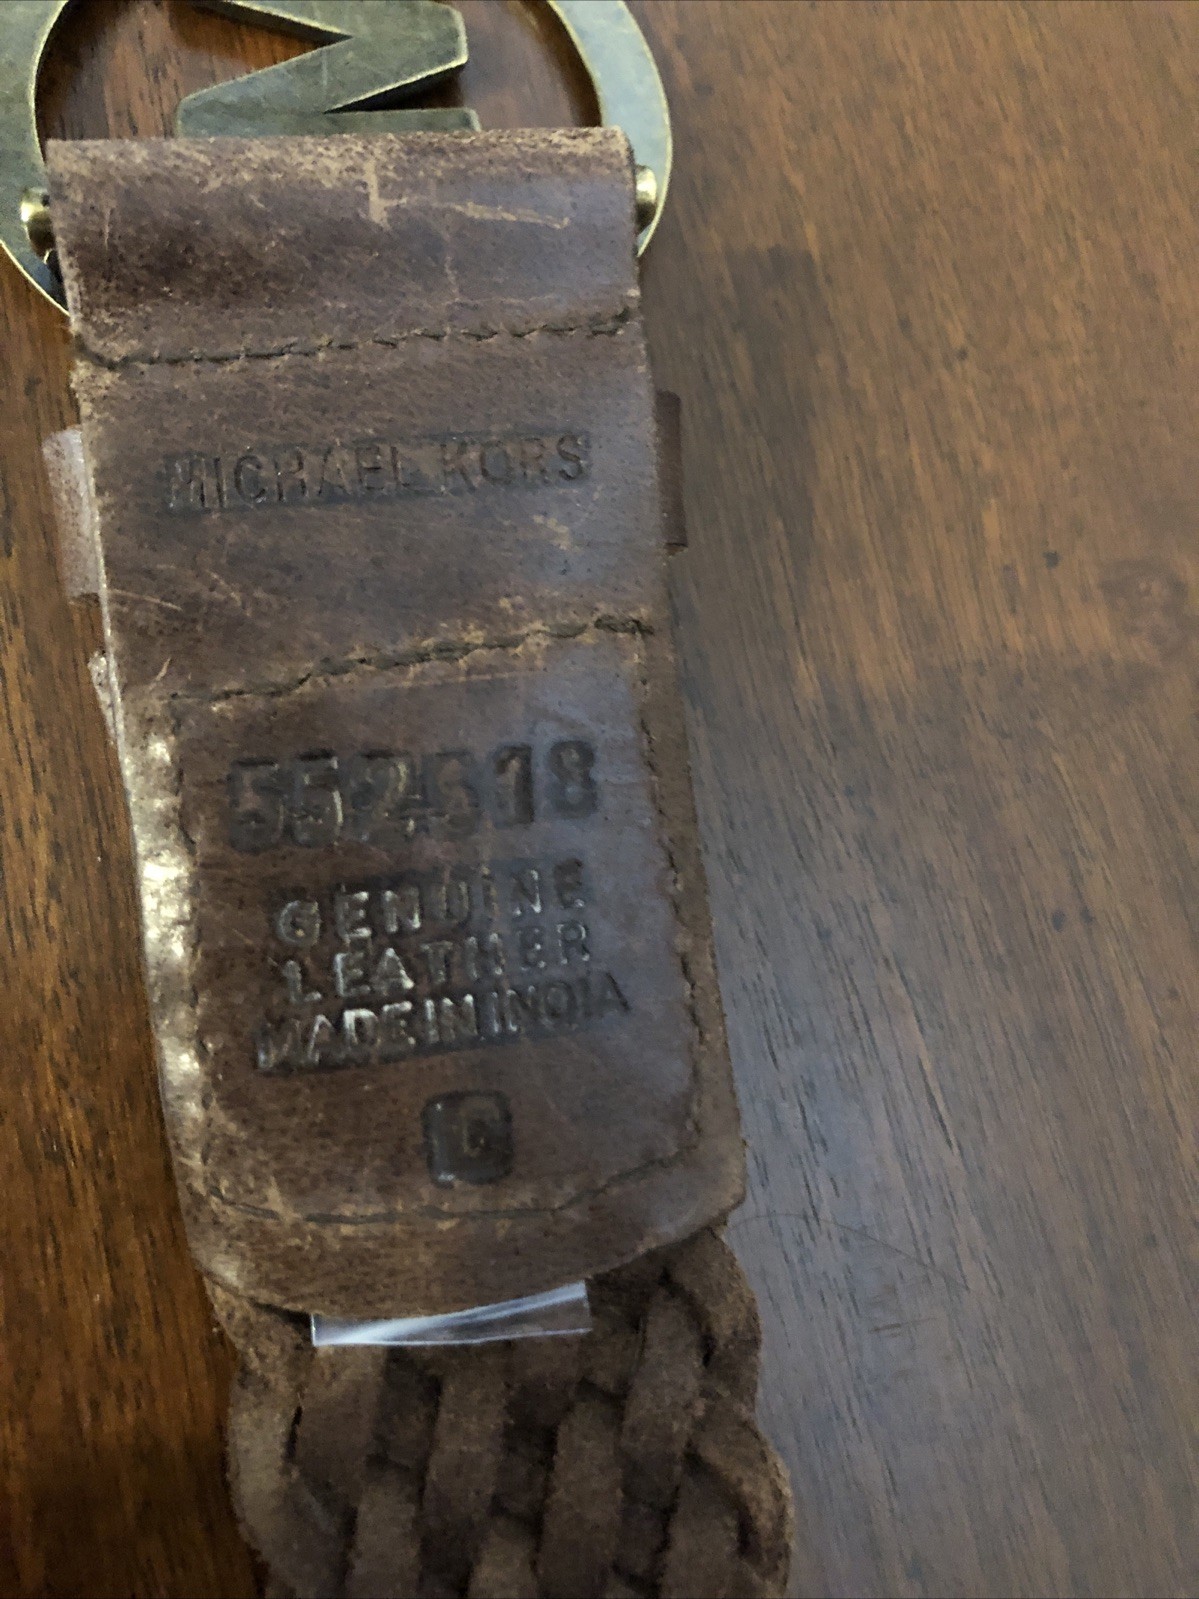 MICHAEL KORS
552618
GENUINE
LEATHER
MADE IN INDIA
C